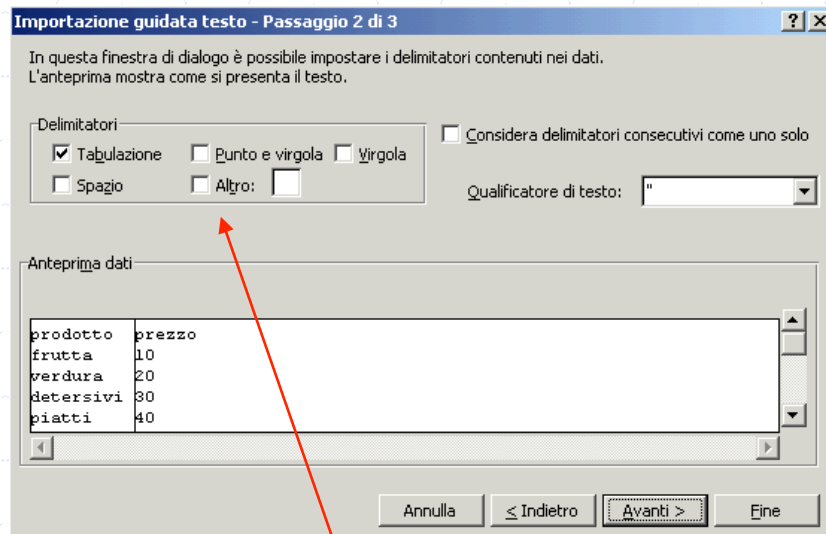 Importazione guidata testo - Passaggio 2 di 3
In questa finestra di dialogo è possibile impostare i delimitatori contenuti nei dati.
L'anteprima mostra come si presenta il testo.
Delimitatori
Tabulazione Punto e virgola Virgola
Spazio Altro:
Considera delimitatori consecutivi come uno solo
Qualificatore di testo: "
Anteprima dati
prodotto prezzo
frutta 10
verdura 20
detersivi 30
piatti 40
Annulla < Indietro Avanti > Fine